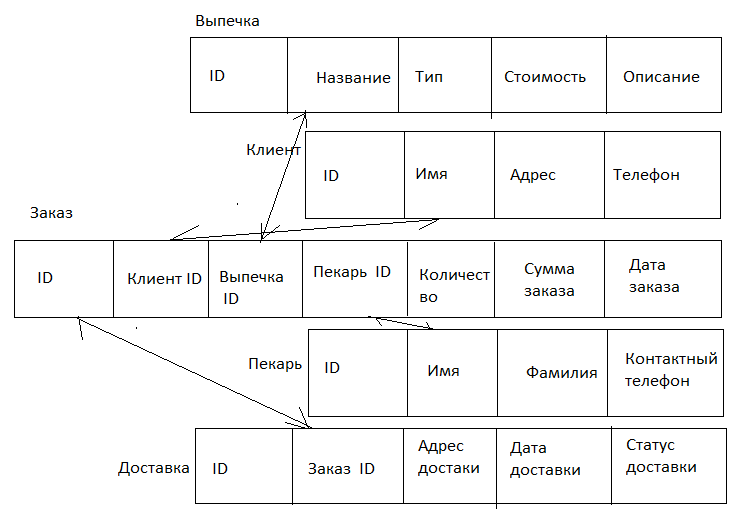 Выпечка
ID Название Тип Стоимость Описание
Клиент
ID Имя Адрес Телефон
Заказ
ID Клиент ID Выпечка ID Пекарь ID Количест во Сумма заказа Дата заказа
Пекарь
ID Имя Фамилия Контактный телефон
Доставка
ID Заказ ID Адрес достаки Дата доставки Статус доставки